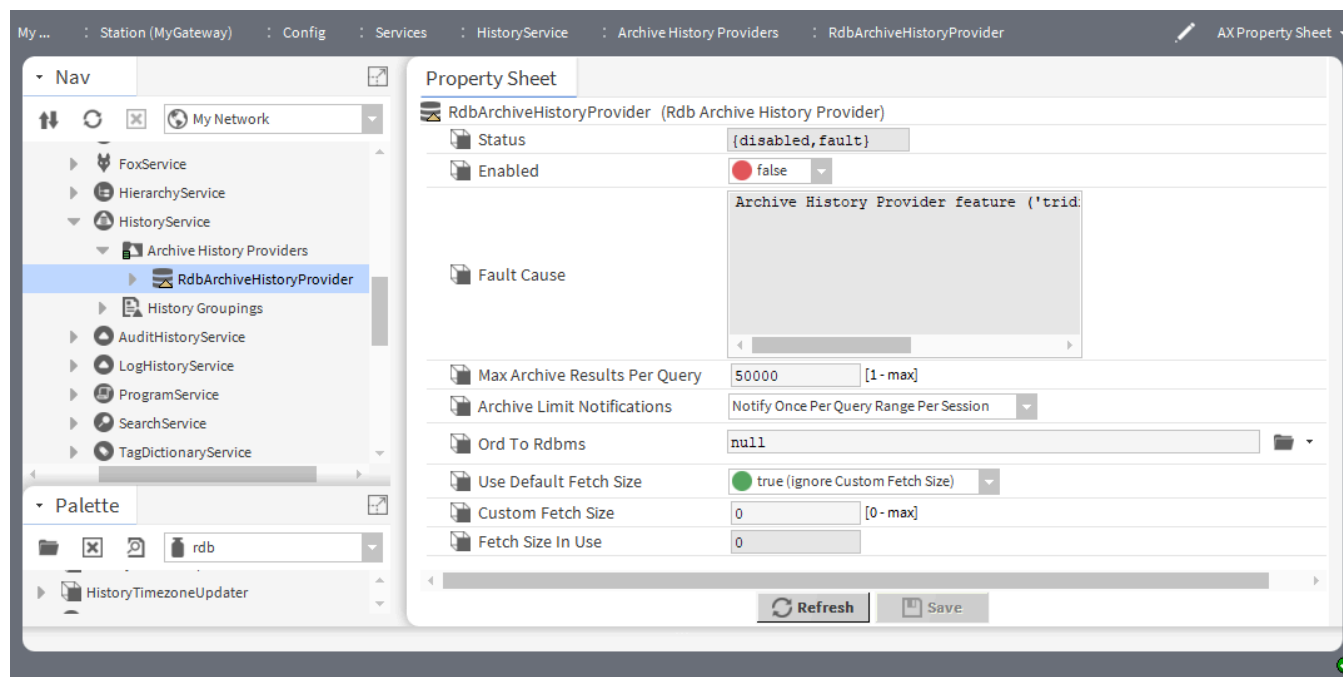 My ... : Station (MyGateway) : Config : Services : HistoryService : Archive History Providers : RdbArchiveHistoryProvider AX Property Sheet
Nav
My Network
FoxService
HierarchyService
HistoryService
Archive History Providers
RdbArchiveHistoryProvider
History Groupings
AuditHistoryService
LogHistoryService
ProgramService
SearchService
TagDictionaryService
Palette
rdb
HistoryTimezoneUpdater
Property Sheet
RdbArchiveHistoryProvider (Rdb Archive History Provider)
Status {disabled,fault}
Enabled false
Fault Cause Archive History Provider feature ('trid
Max Archive Results Per Query 50000 [1 - max]
Archive Limit Notifications Notify Once Per Query Range Per Session
Ord To Rdbms null
Use Default Fetch Size true (ignore Custom Fetch Size)
Custom Fetch Size 0 [0 - max]
Fetch Size In Use 0
Refresh Save